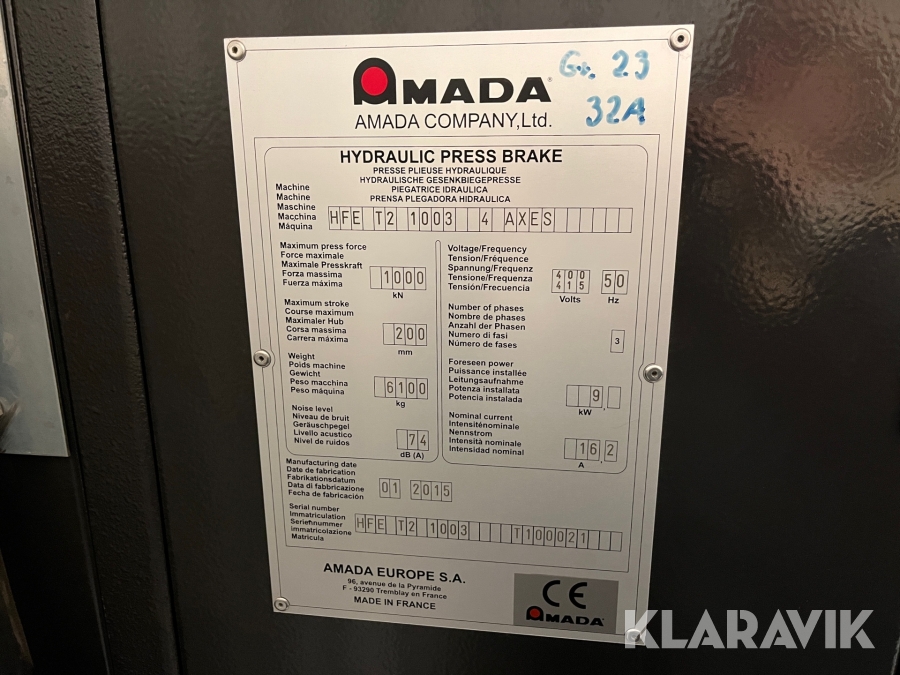 AMADA
Gr. 23
32A
AMADA COMPANY,Ltd.
HYDRAULIC PRESS BRAKE
PRESSE PLIEUSE HYDRAULIQUE
HYDRAULISCHE GESENKBIEGEPRESSE
PIEGATRICE IDRAULICA
PRENSA PLEGADORA HIDRAULICA
Machine
Machine
Maschine
Macchina
Máquina
HFE T2 1003 4 AXES
Maximum press force
Force maximale
Maximale Presskraft
Forza massima
Fuerza máxima
1000
kN
Maximum stroke
Course maximum
Maximaler Hub
Corsa massima
Carrera máxima
200
mm
Weight
Poids machine
Gewicht
Peso macchina
Peso máquina
6100
kg
Noise level
Niveau de bruit
Geräuschpegel
Livello acustico
Nivel de ruidos
74
dB (A)
Voltage/Frequency
Tension/Fréquence
Spannung/Frequenz
Tensione/Frequenza
Tensión/Frecuencia
400
415
Volts
50
Hz
Number of phases
Nombre de phases
Anzahl der Phasen
Numero di fasi
Número de fases
3
Foreseen power
Puissance installée
Leitungsaufnahme
Potenza installata
Potencia instalada
9,
kW
Nominal current
Intensiténominale
Nennstrom
Intensità nominale
Intensidad nominal
16,2
A
Manufacturing date
Date de fabrication
Fabrikationsdatum
Data di fabbricazione
Fecha de fabricación
01 2015
Serial number
Immatriculation
Seriefnummer
immatricolazione
Matricula
HFE T2 1003 T100021
AMADA EUROPE S.A.
96, avenue de la Pyramide
F - 93290 Tremblay en France
MADE IN FRANCE
CE
AMADA
KLARAVIK